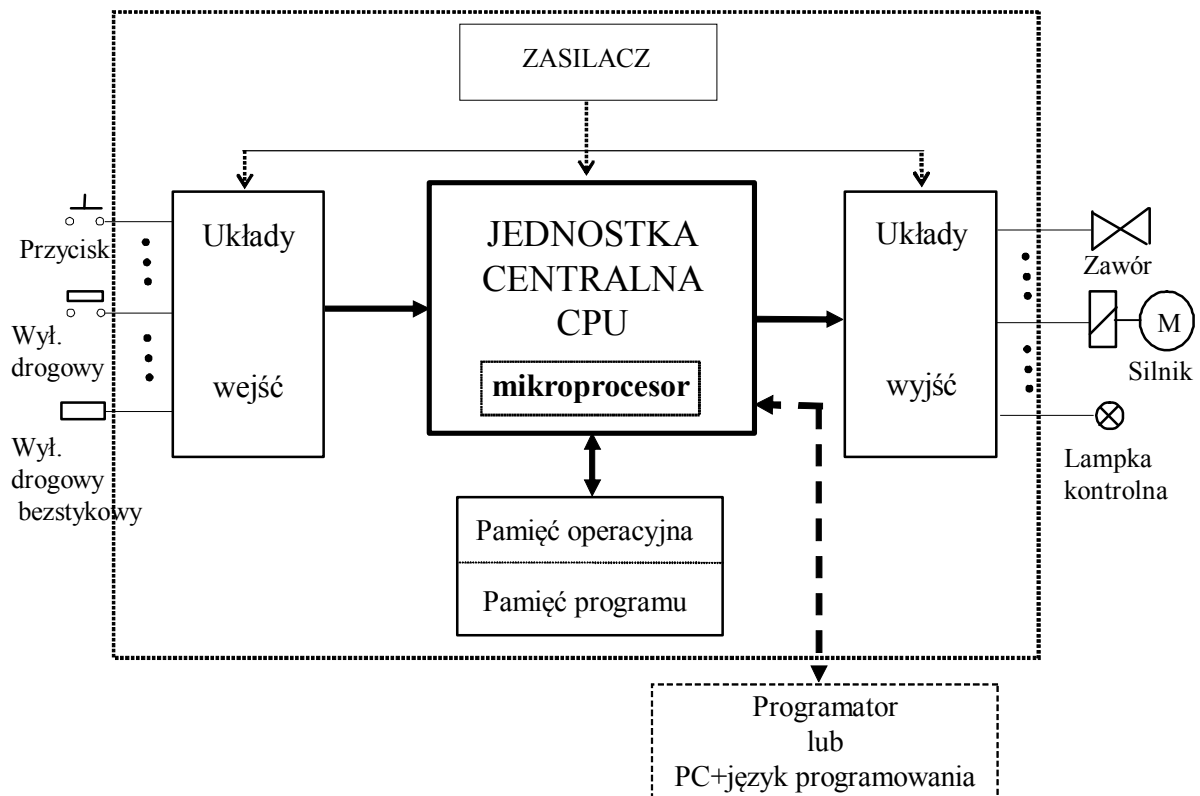 ZASILACZ
Układy
wejść
JEDNOSTKA
CENTRALNA
CPU
mikroprocesor
Układy
wyjść
Przycisk
Wył.
drogowy
Wył.
drogowy
bezstykowy
Zawór
M
Silnik
Lampka
kontrolna
Pamięć operacyjna
Pamięć programu
Programator
lub
PC+język programowania